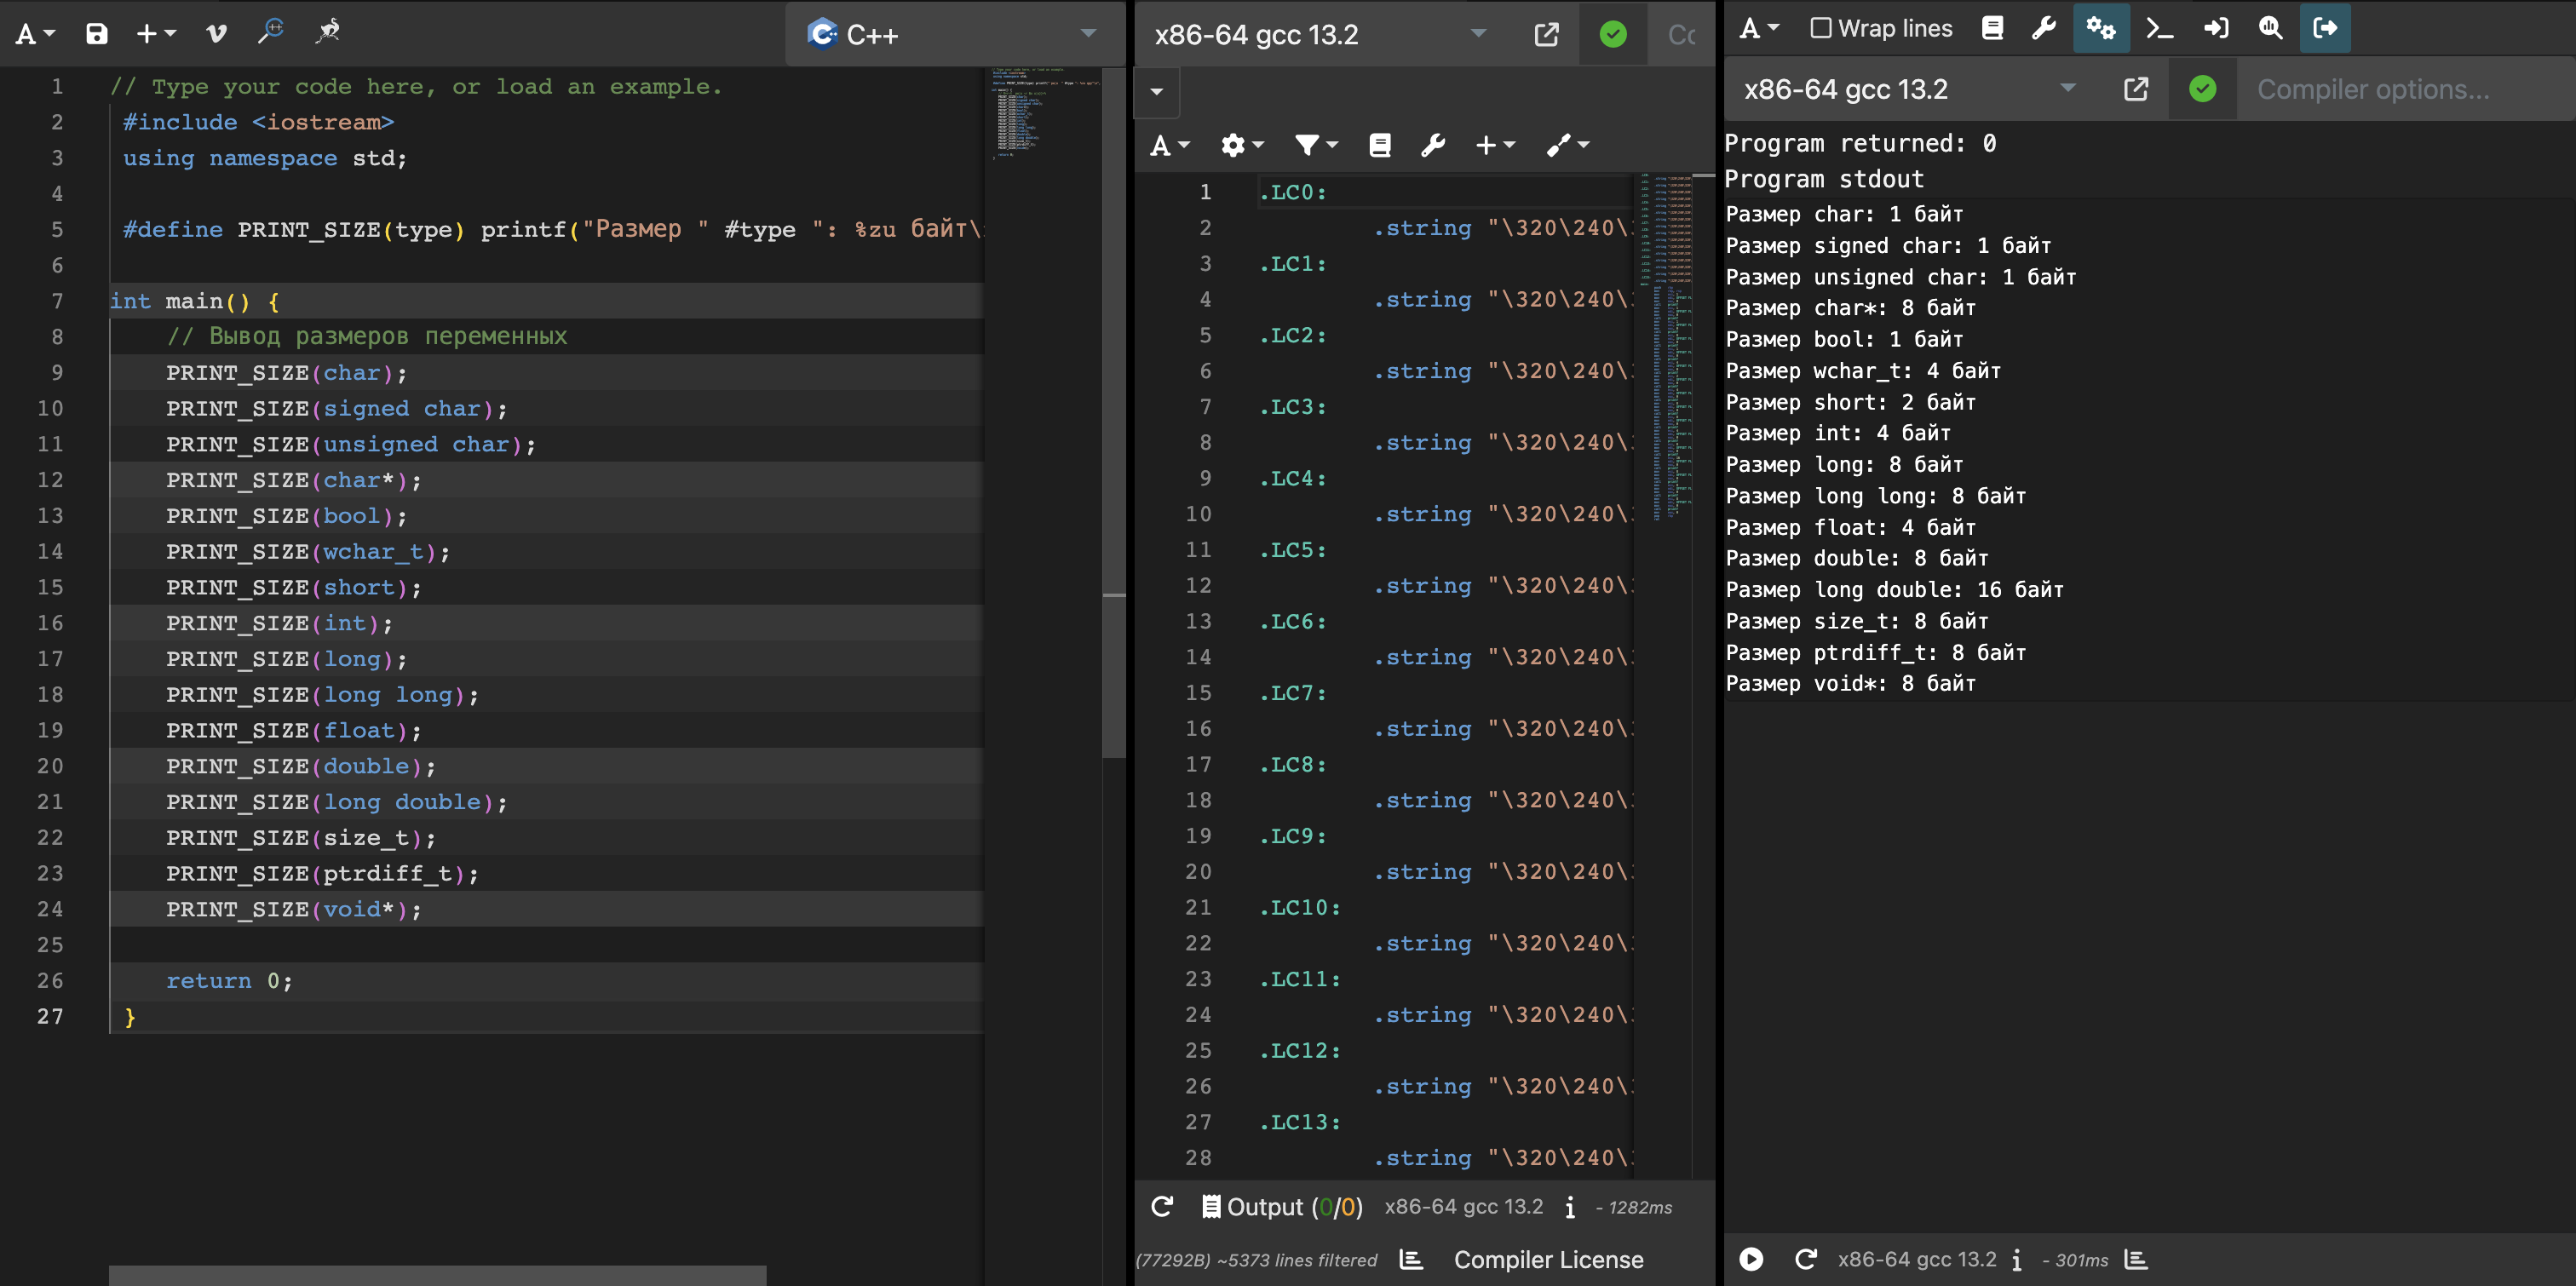 A
C++
1 // Type your code here, or load an example.
2 #include <iostream>
3 using namespace std;
4
5 #define PRINT_SIZE(type) printf("Размер " #type ": %zu байт\
6
7 int main() {
8 // Вывод размеров переменных
9 PRINT_SIZE(char);
10 PRINT_SIZE(signed char);
11 PRINT_SIZE(unsigned char);
12 PRINT_SIZE(char*);
13 PRINT_SIZE(bool);
14 PRINT_SIZE(wchar_t);
15 PRINT_SIZE(short);
16 PRINT_SIZE(int);
17 PRINT_SIZE(long);
18 PRINT_SIZE(long long);
19 PRINT_SIZE(float);
20 PRINT_SIZE(double);
21 PRINT_SIZE(long double);
22 PRINT_SIZE(size_t);
23 PRINT_SIZE(ptrdiff_t);
24 PRINT_SIZE(void*);
25
26 return 0;
27 }
x86-64 gcc 13.2
A
1 .LC0:
2 .string "\320\240\
3 .LC1:
4 .string "\320\240\
5 .LC2:
6 .string "\320\240\
7 .LC3:
8 .string "\320\240\
9 .LC4:
10 .string "\320\240\
11 .LC5:
12 .string "\320\240\
13 .LC6:
14 .string "\320\240\
15 .LC7:
16 .string "\320\240\
17 .LC8:
18 .string "\320\240\
19 .LC9:
20 .string "\320\240\
21 .LC10:
22 .string "\320\240\
23 .LC11:
24 .string "\320\240\
25 .LC12:
26 .string "\320\240\
27 .LC13:
28 .string "\320\240\
Output (0/0) x86-64 gcc 13.2 i - 1282ms
(77292B) ~5373 lines filtered Compiler License
A Wrap lines
x86-64 gcc 13.2 Compiler options...
Program returned: 0
Program stdout
Размер char: 1 байт
Размер signed char: 1 байт
Размер unsigned char: 1 байт
Размер char*: 8 байт
Размер bool: 1 байт
Размер wchar_t: 4 байт
Размер short: 2 байт
Размер int: 4 байт
Размер long: 8 байт
Размер long long: 8 байт
Размер float: 4 байт
Размер double: 8 байт
Размер long double: 16 байт
Размер size_t: 8 байт
Размер ptrdiff_t: 8 байт
Размер void*: 8 байт
x86-64 gcc 13.2 i - 301ms